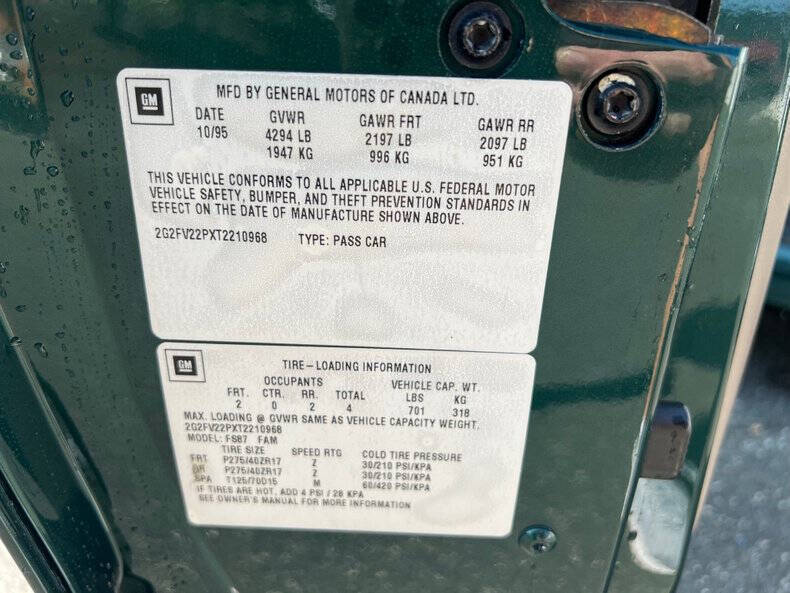 GM
MFD BY GENERAL MOTORS OF CANADA LTD.
DATE GVWR GAWR FRT GAWR RR
10/95 4294 LB 2197 LB 2097 LB
1947 KG 996 KG 951 KG
THIS VEHICLE CONFORMS TO ALL APPLICABLE U.S. FEDERAL MOTOR
VEHICLE SAFETY, BUMPER, AND THEFT PREVENTION STANDARDS IN
EFFECT ON THE DATE OF MANUFACTURE SHOWN ABOVE.
2G2FV22PXT2210968 TYPE: PASS CAR
GM
TIRE-LOADING INFORMATION
OCCUPANTS VEHICLE CAP. WT.
FRT. CTR. RR. TOTAL LBS KG
2 0 2 4 701 318
MAX. LOADING @ GVWR SAME AS VEHICLE CAPACITY WEIGHT.
2G2FV22PXT2210968
MODEL: FS87 FAM
TIRE SIZE SPEED RTG COLD TIRE PRESSURE
FRT P275/40ZR17 Z 30/210 PSI/KPA
RR P275/40ZR17 Z 30/210 PSI/KPA
SPA T125/70D15 M 60/420 PSI/KPA
IF TIRES ARE HOT, ADD 4 PSI / 28 KPA
SEE OWNER'S MANUAL FOR MORE INFORMATION